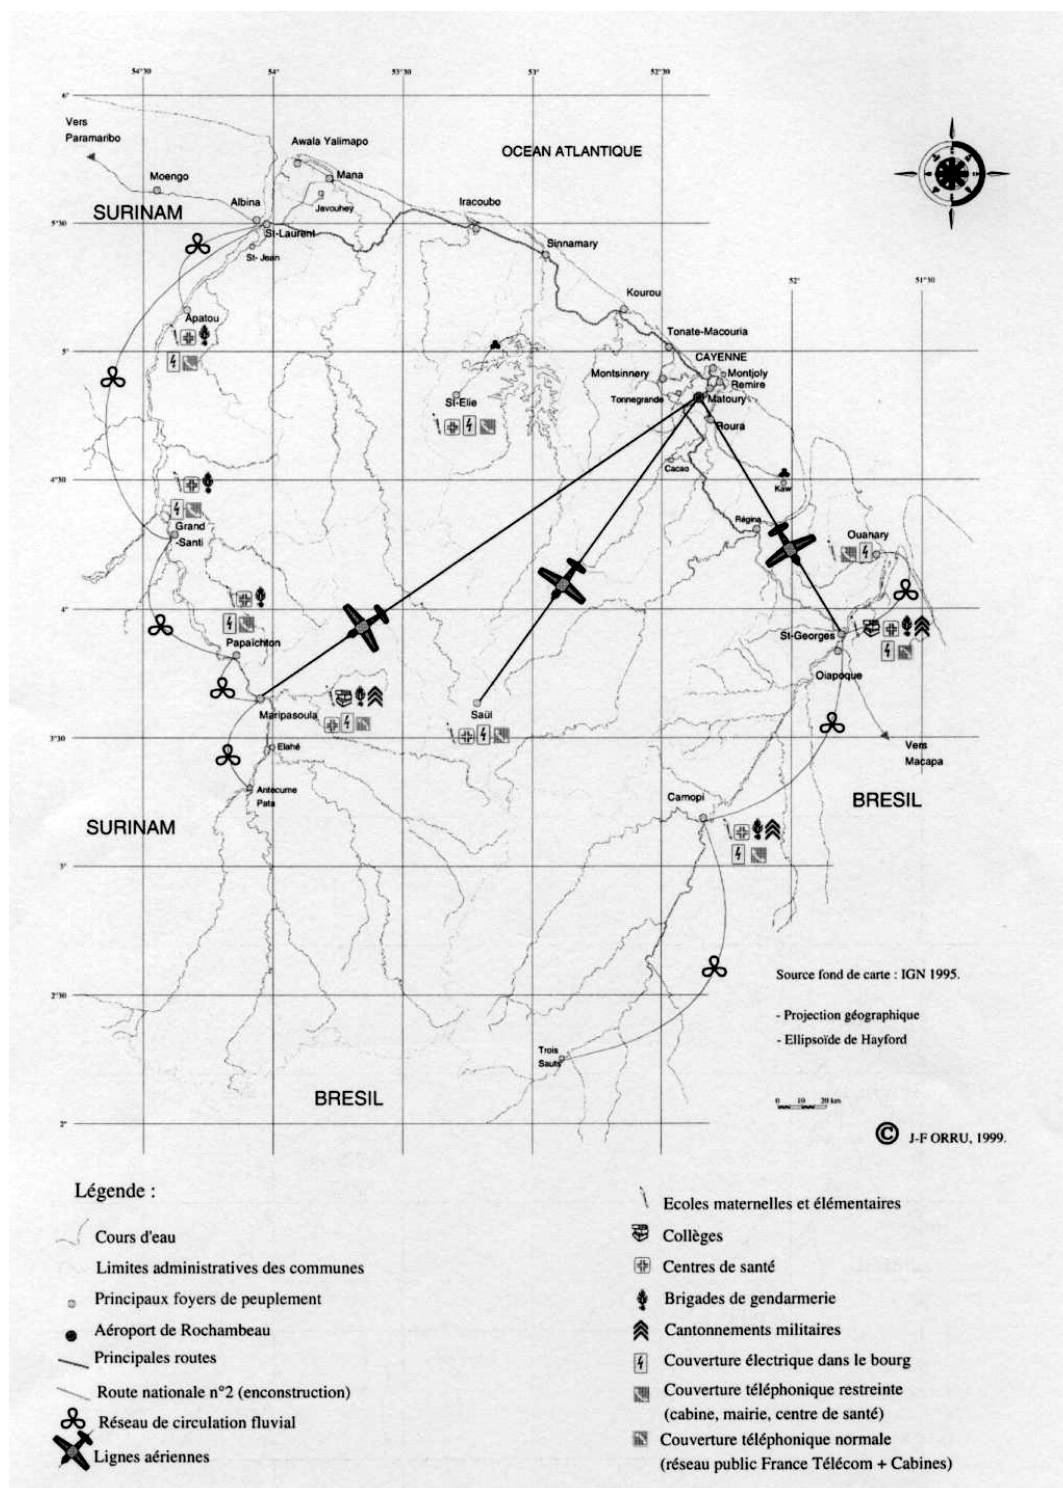 54°30
54°
53°30
53°
52°30
6°
Vers
Paramaribo
Awala Yalimapo
OCEAN ATLANTIQUE
Moengo
Mana
Albina
Javouhey
Iracoubo
SURINAM
5°30
St-Laurent
Sinnamary
St-Jean
52°
51°30
Kourou
Apatou
Tonate-Macouria
5°
CAYENNE
Montsinnery
Montjoly
Remire
St-Elie
Tonnegrande
Matoury
Roura
Cacao
4°30
Kaw
Grand
-Santi
Régina
Ouanary
4°
St-Georges
Papaïchton
Oiapoque
Maripasoula
Saül
3°30
Elahé
Vers
Macapa
Antecume
Pata
Camopi
BRESIL
SURINAM
3°
Source fond de carte : IGN 1995.
2°30
- Projection géographique
- Ellipsoïde de Hayford
Trois
Sauts
BRESIL
0 10 20 km
2°
© J-F ORRU, 1999.
Légende :
Cours d'eau
Limites administratives des communes
Principaux foyers de peuplement
Aéroport de Rochambeau
Principales routes
Route nationale n°2 (enconstruction)
Réseau de circulation fluvial
Lignes aériennes
Ecoles maternelles et élémentaires
Collèges
Centres de santé
Brigades de gendarmerie
Cantonnements militaires
Couverture électrique dans le bourg
Couverture téléphonique restreinte
(cabine, mairie, centre de santé)
Couverture téléphonique normale
(réseau public France Télécom + Cabines)